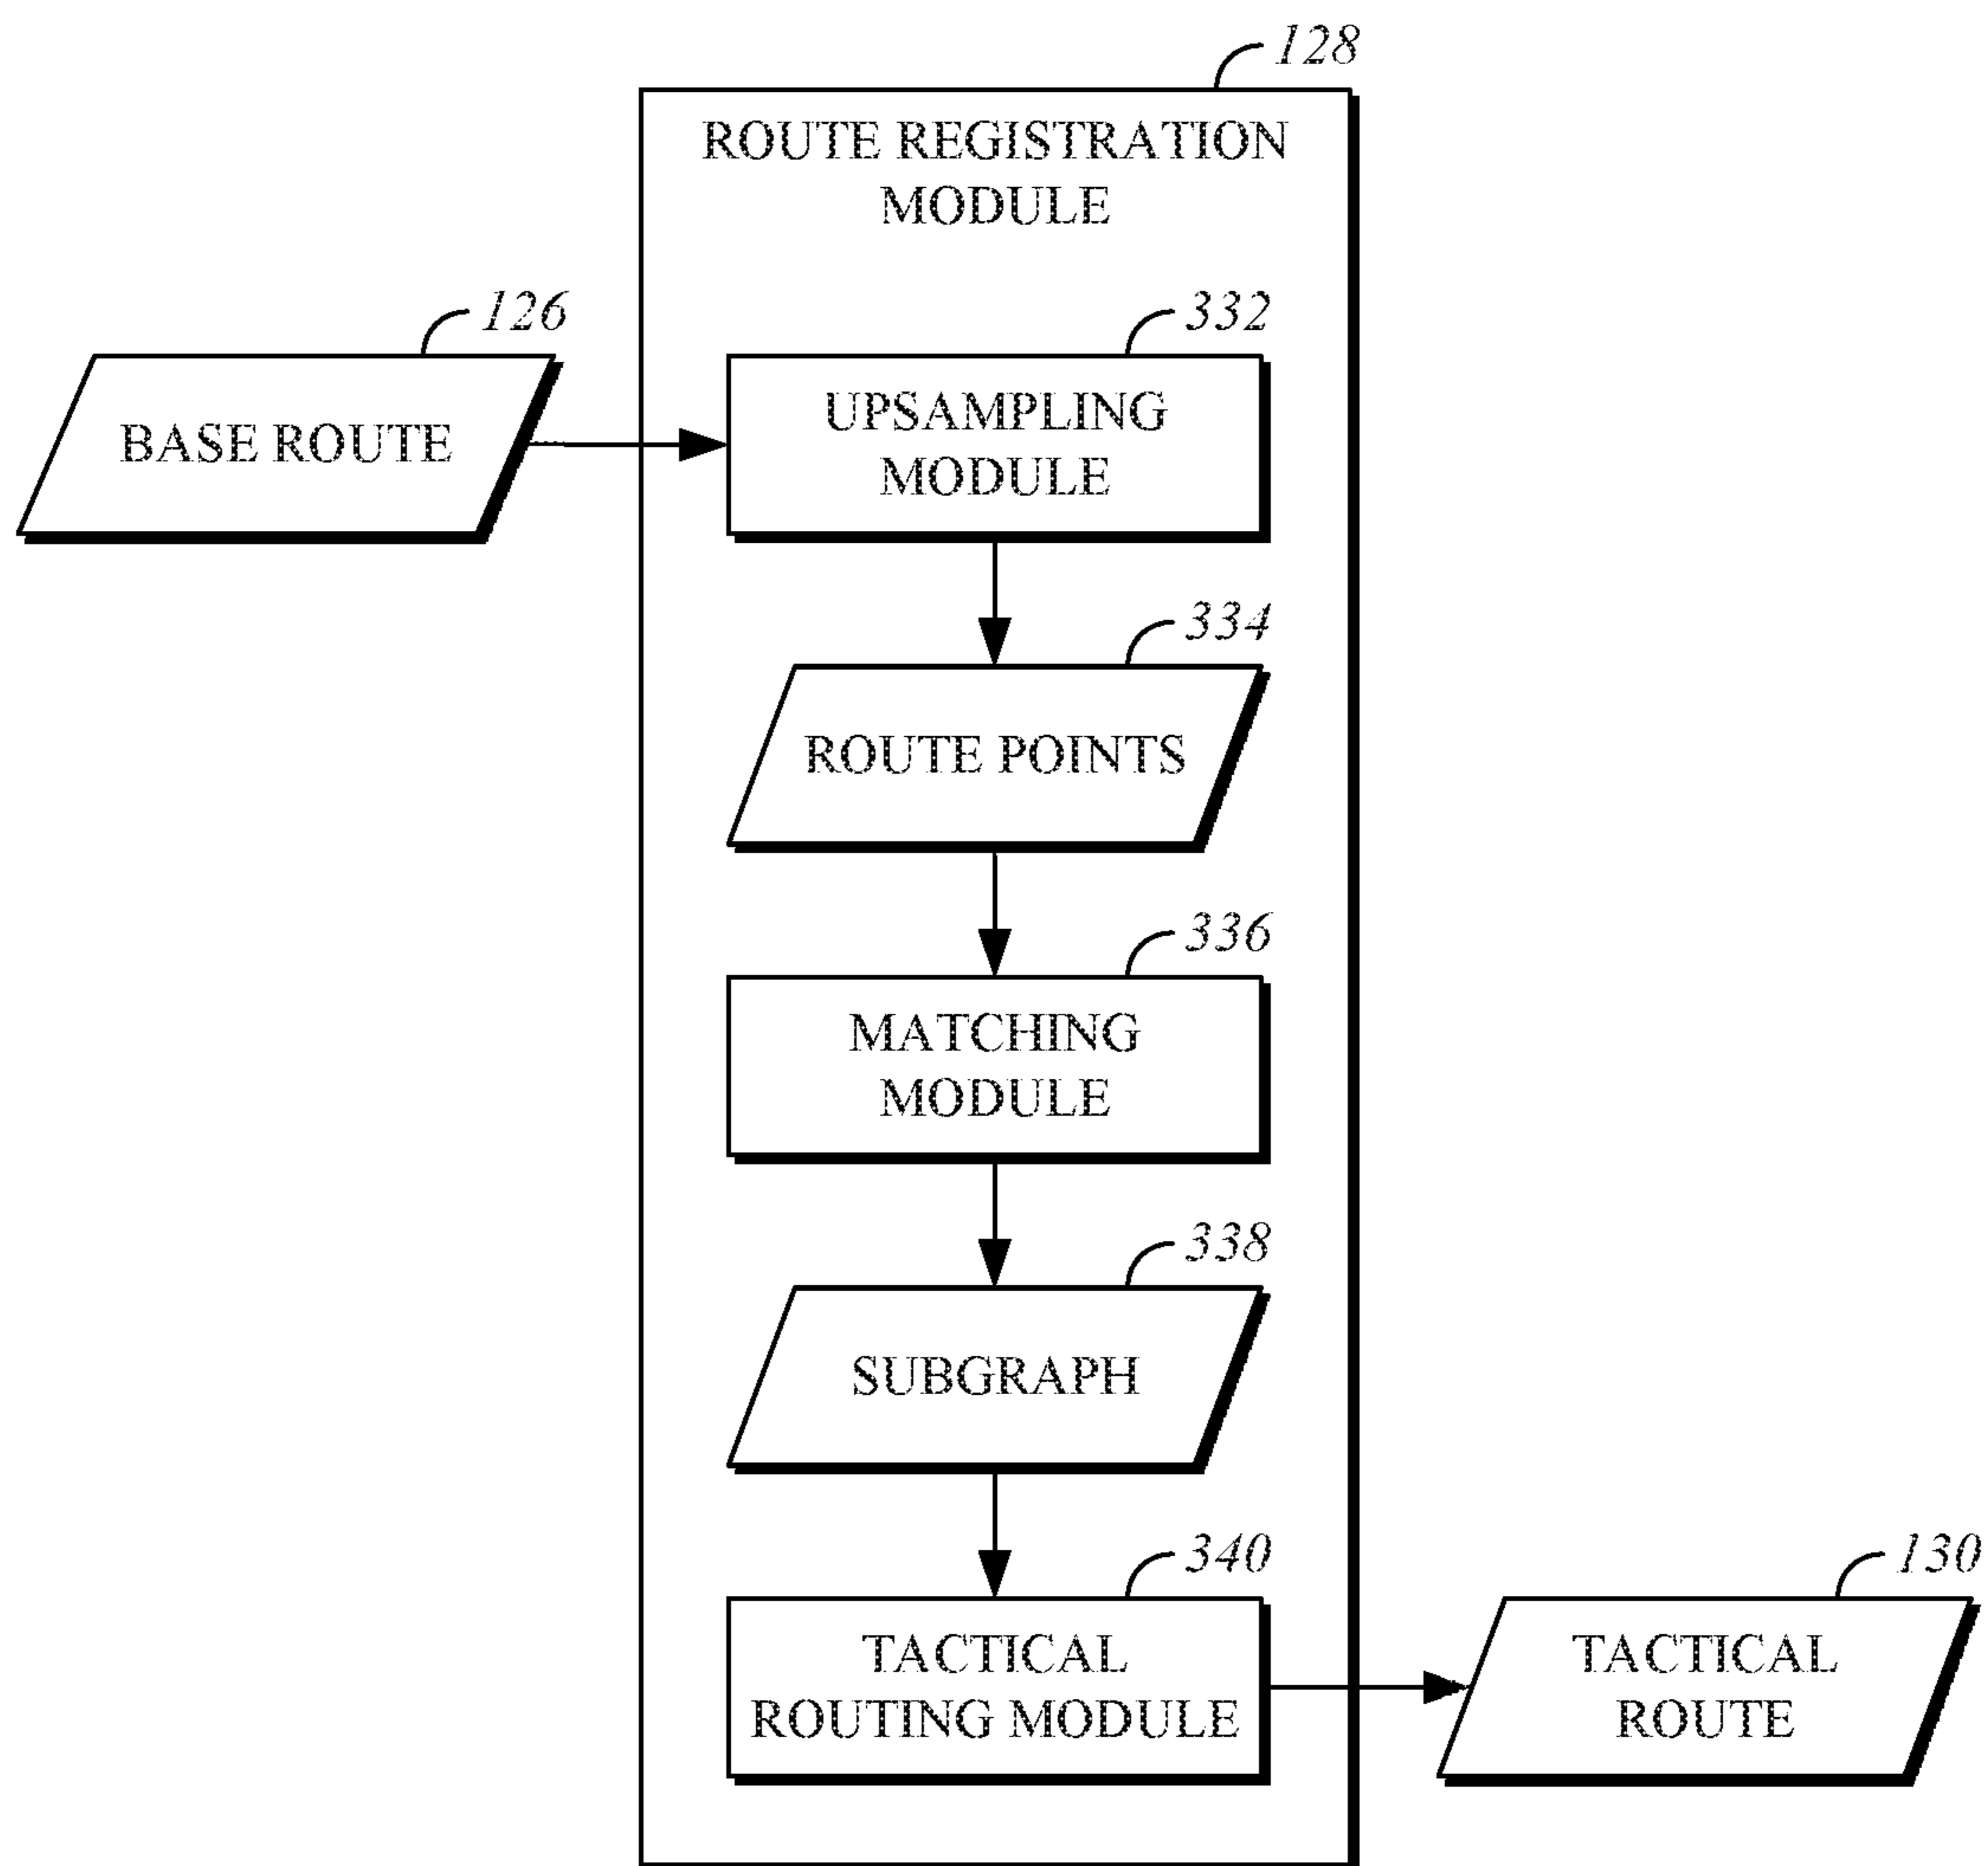 128
ROUTE REGISTRATION
MODULE
126
BASE ROUTE
332
UPSAMPLING
MODULE
334
ROUTE POINTS
336
MATCHING
MODULE
338
SUBGRAPH
340
TACTICAL
ROUTING MODULE
130
TACTICAL
ROUTE